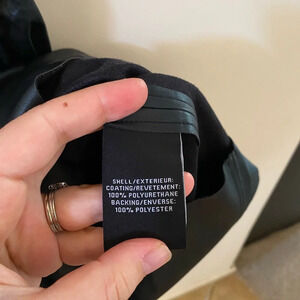 SHELL/EXTERIEUR:
COATING/REVETEMENT:
100% POLYURETHANE
BACKING/ENVERSE:
100% POLYESTER